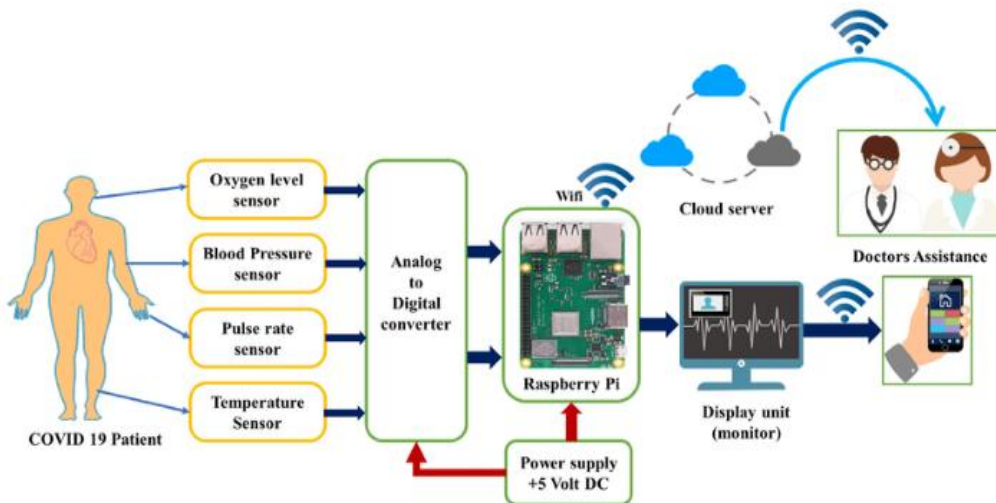 Oxygen level
sensor
Blood Pressure
sensor
Pulse rate
sensor
Temperature
Sensor
COVID 19 Patient
Analog
to
Digital
converter
Wifi
Raspberry Pi
Power supply
+5 Volt DC
Cloud server
Doctors Assistance
Display unit
(monitor)